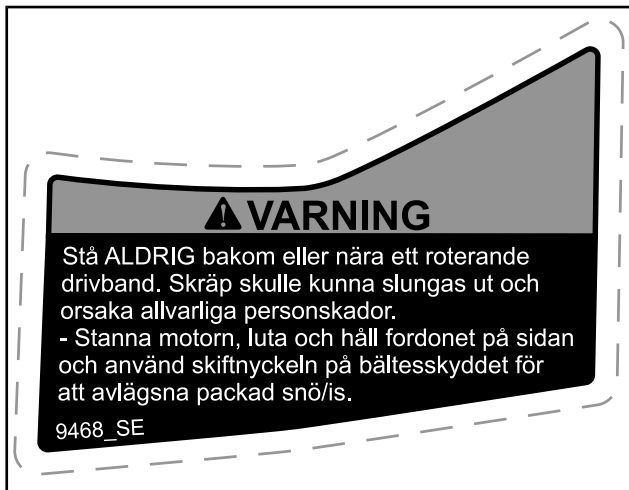 VARNING
Stå ALDRIG bakom eller nära ett roterande
drivband. Skräp skulle kunna slungas ut och
orsaka allvarliga personskador.
- Stanna motorn, luta och håll fordonet på sidan
och använd skiftnyckeln på bältesskyddet för
att avlägsna packad snö/is.
9468_SE